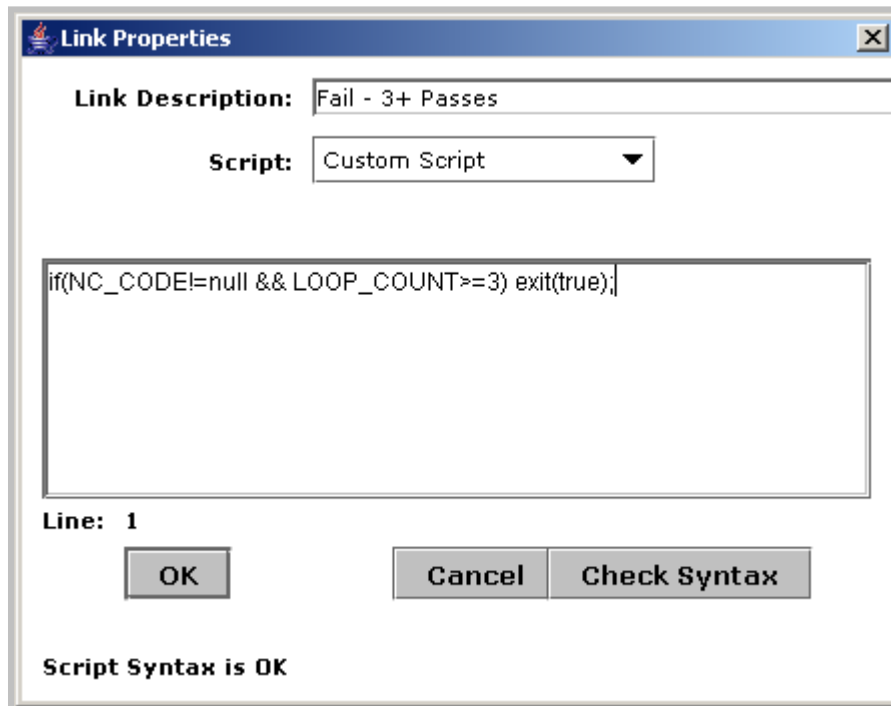 Link Properties
Link Description: Fail - 3+ Passes
Script: Custom Script
if(NC_CODE!=null && LOOP_COUNT>=3) exit(true);
Line: 1
OK Cancel Check Syntax
Script Syntax is OK